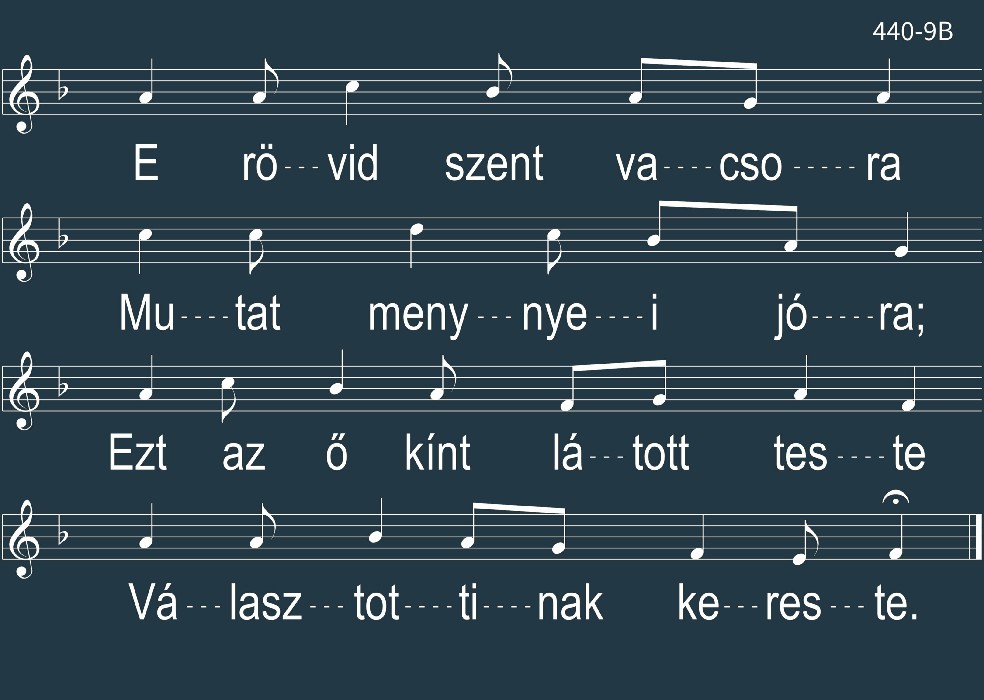 440-9B
E rö---vid szent va----cso-----ra
Mu----tat meny---nye----i jó-----ra;
Ezt az ő kínt lá---tott tes----te
Vá---lasz---tot----ti----nak ke---res---te.